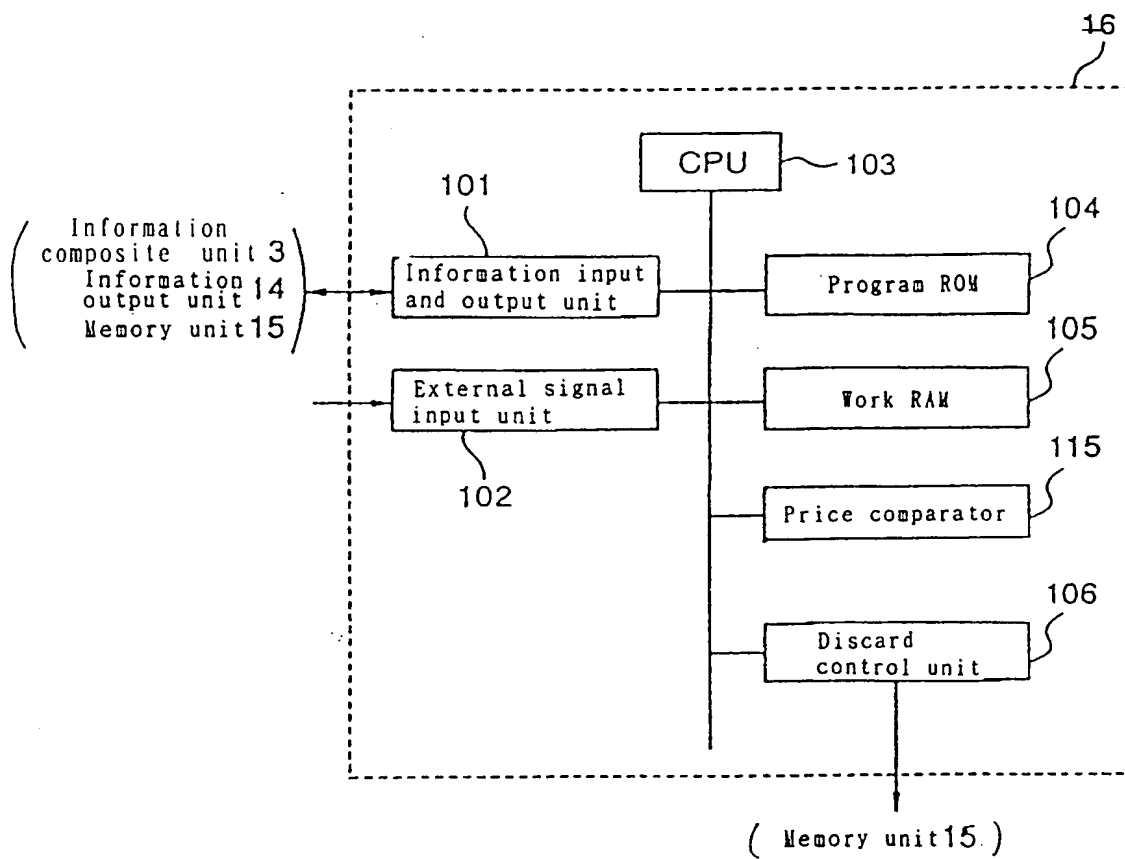 16
CPU
103
101
104
Information
composite unit 3
Information
output unit 14
Memory unit 15
Information input
and output unit
Program ROM
105
External signal
input unit
Work RAM
102
115
Price comparator
106
Discard
control unit
( Memory unit 15 )